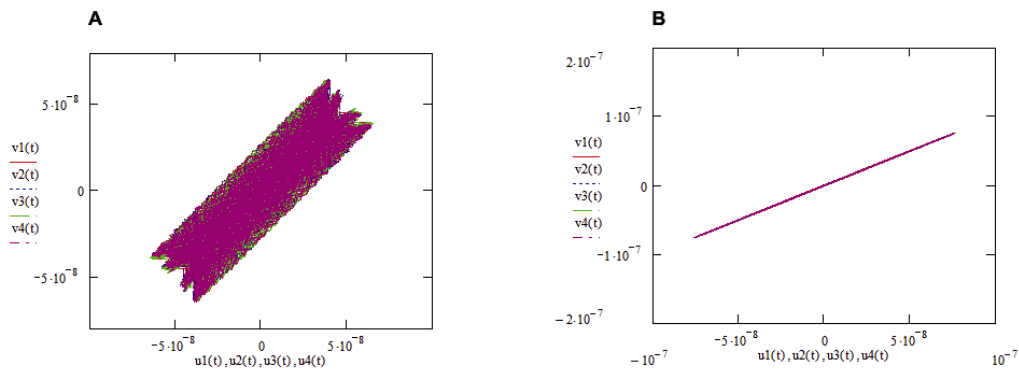 A
5·10⁻⁸
v1(t)
v2(t)
0
v3(t)
v4(t)
−5·10⁻⁸
−5·10⁻⁸ 0 5·10⁻⁸
u1(t) , u2(t) , u3(t) , u4(t)
B
2·10⁻⁷
1·10⁻⁷
v1(t)
v2(t)
0
v3(t)
v4(t)
−1·10⁻⁷
−2·10⁻⁷
−5·10⁻⁸ 0 5·10⁻⁸
−10⁻⁷ u1(t) , u2(t) , u3(t) , u4(t) 10⁻⁷